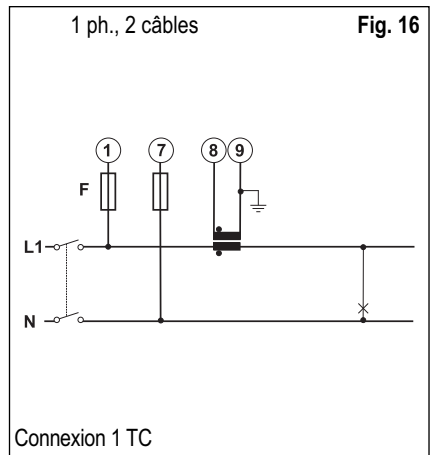 1 ph., 2 câbles Fig. 16
1 7 8 9
F
L1
N
Connexion 1 TC